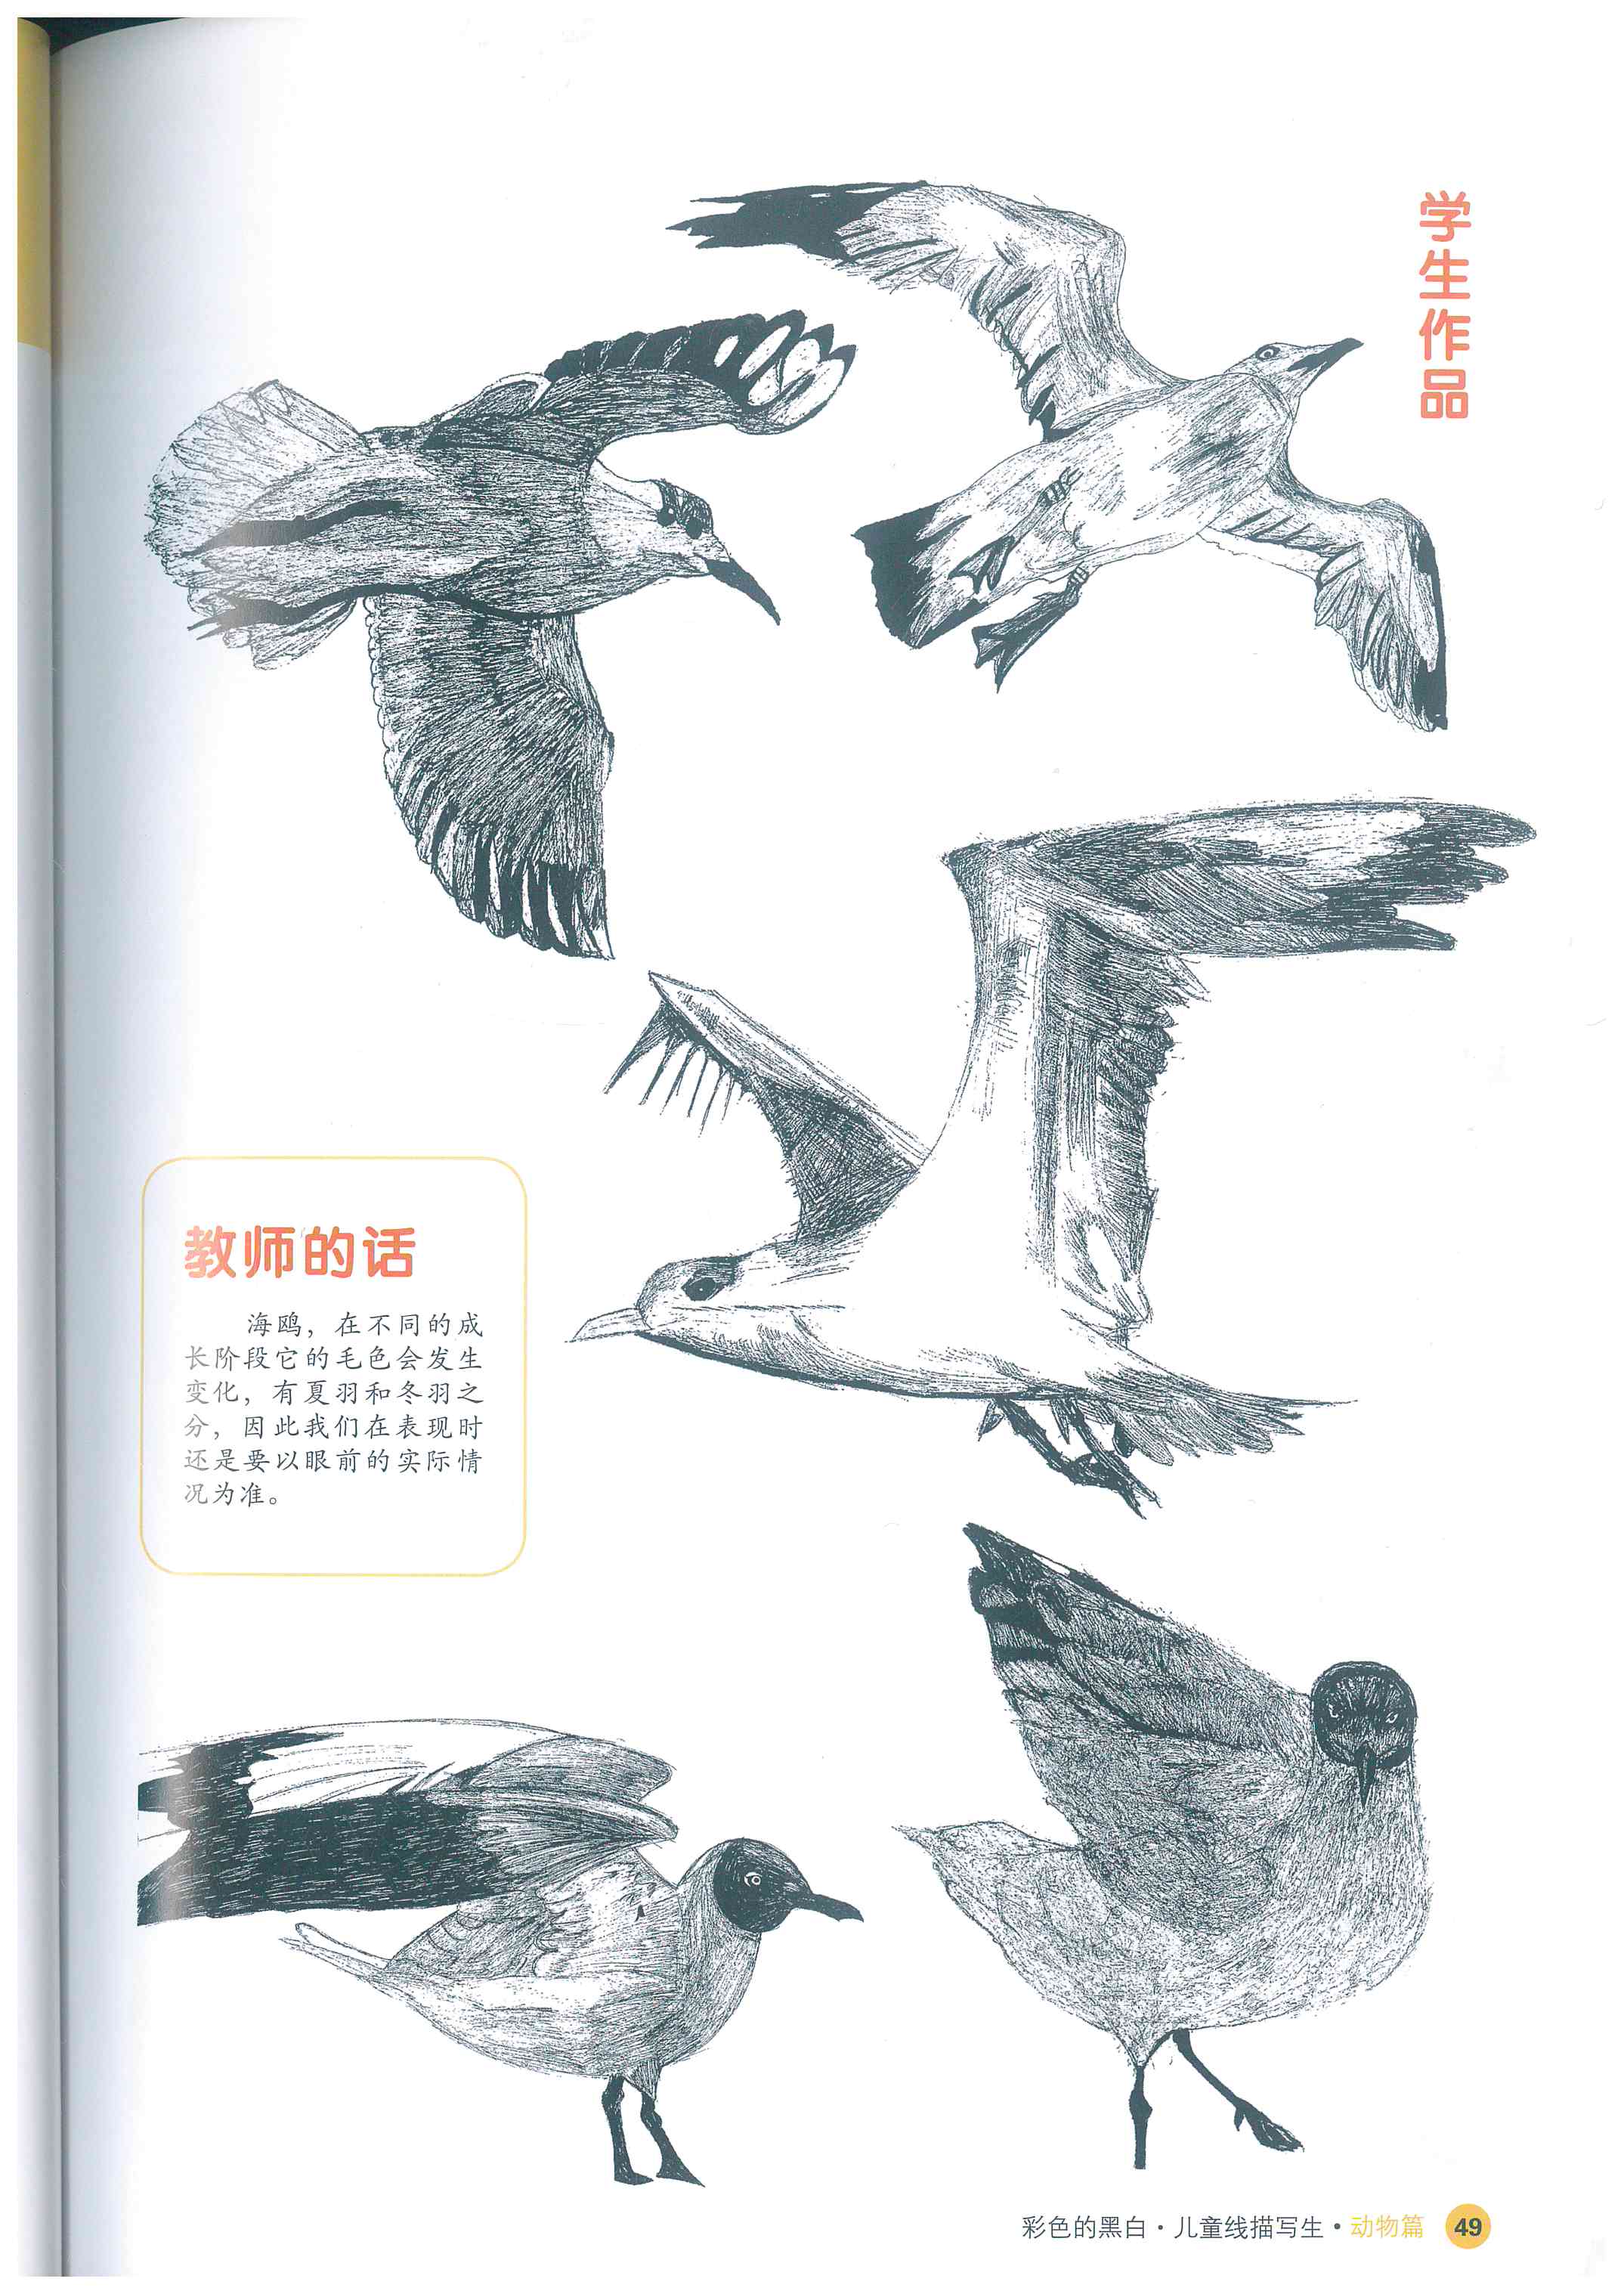 学生作品
教师的话
海鸥，在不同的成
长阶段它的毛色会发生
变化，有夏羽和冬羽之
分，因此我们在表现时
还是要以眼前的实际情
况为准。
彩色的黑白·儿童线描写生·动物篇 49